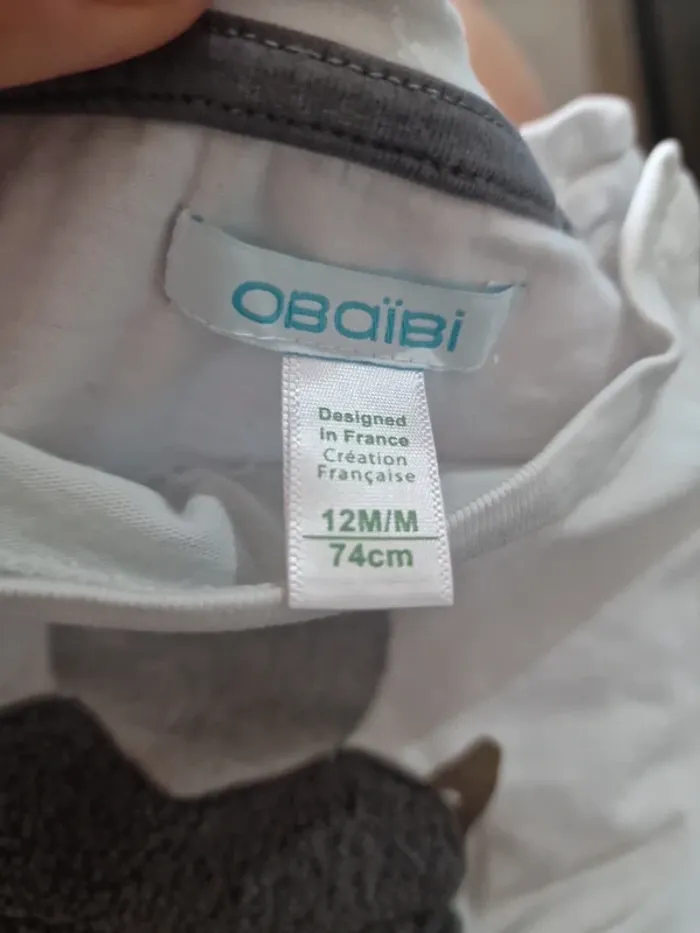 OBAÏBI
Designed
in France
Création
Française
12M/M
74cm